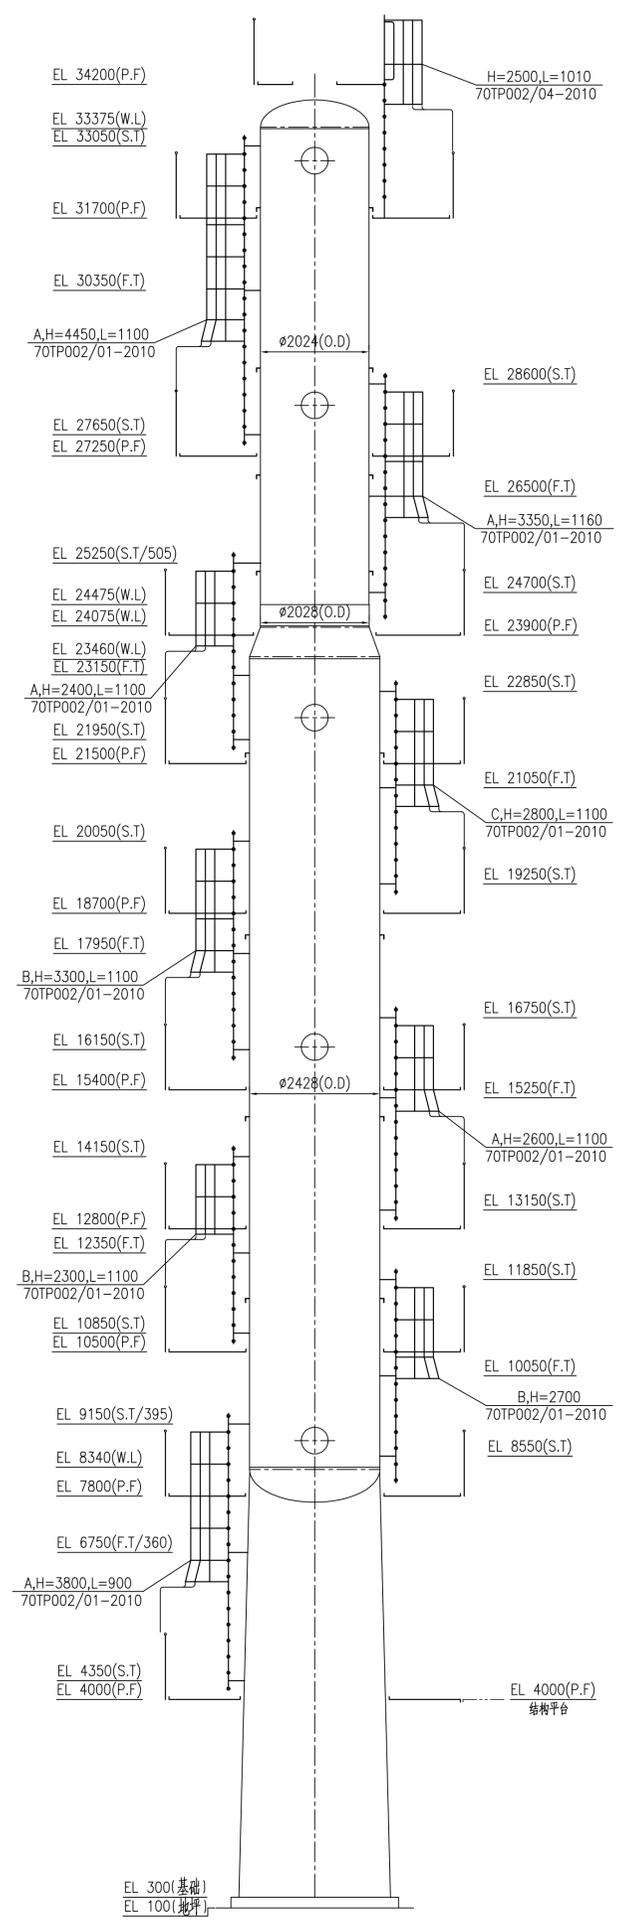 EL 34200(P.F)
H=2500,L=1010
70TP002/04-2010
EL 33375(W.L)
EL 33050(S.T)
EL 31700(P.F)
EL 30350(F.T)
A,H=4450,L=1100
70TP002/01-2010
ø2024(O.D)
EL 28600(S.T)
EL 27650(S.T)
EL 27250(P.F)
EL 26500(F.T)
A,H=3350,L=1160
70TP002/01-2010
EL 25250(S.T/505)
EL 24700(S.T)
EL 24475(W.L)
EL 24075(W.L)
ø2028(O.D)
EL 23900(P.F)
EL 23460(W.L)
EL 23150(F.T)
A,H=2400,L=1100
70TP002/01-2010
EL 22850(S.T)
EL 21950(S.T)
EL 21500(P.F)
EL 21050(F.T)
C,H=2800,L=1100
70TP002/01-2010
EL 20050(S.T)
EL 19250(S.T)
EL 18700(P.F)
EL 17950(F.T)
B,H=3300,L=1100
70TP002/01-2010
EL 16750(S.T)
EL 16150(S.T)
EL 15400(P.F)
ø2428(O.D)
EL 15250(F.T)
A,H=2600,L=1100
70TP002/01-2010
EL 14150(S.T)
EL 13150(S.T)
EL 12800(P.F)
EL 12350(F.T)
B,H=2300,L=1100
70TP002/01-2010
EL 11850(S.T)
EL 10850(S.T)
EL 10500(P.F)
EL 10050(F.T)
B,H=2700
70TP002/01-2010
EL 9150(S.T/395)
EL 8550(S.T)
EL 8340(W.L)
EL 7800(P.F)
EL 6750(F.T/360)
A,H=3800,L=900
70TP002/01-2010
EL 4350(S.T)
EL 4000(P.F)
EL 4000(P.F)
结构平台
EL 300(基础)
EL 100(地坪)